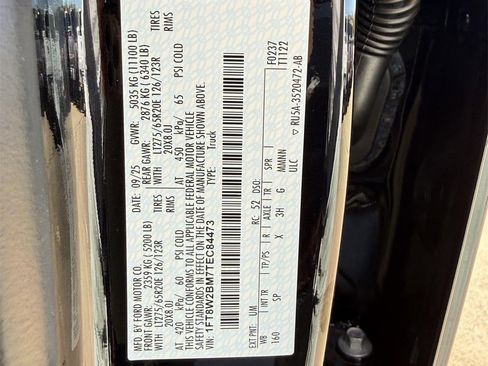 MFD. BY FORD MOTOR CO.
DATE: 09/25 GVWR: 5035 KG (11100 LB)
FRONT GAWR: 2359 KG (5200 LB) REAR GAWR: 2876 KG (6340 LB)
WITH LT275/65R20E 126/123R TIRES WITH LT275/65R20E 126/123R TIRES
20X8.0J RIMS 20X8.0J RIMS
AT 420 kPa/ 60 PSI COLD AT 450 kPa/ 65 PSI COLD
THIS VEHICLE CONFORMS TO ALL APPLICABLE FEDERAL MOTOR VEHICLE
SAFETY STANDARDS IN EFFECT ON THE DATE OF MANUFACTURE SHOWN ABOVE.
VIN: 1FT8W2BM7TEC84473
TYPE: Truck
F0237
T1122
EXT PNT: UM RC: 52 DSO:
WB INT TR TP/PS R AXLE TR SPR
160 SP X 3H G MMNNN
ULC
▽ RU5A-3520472-AB